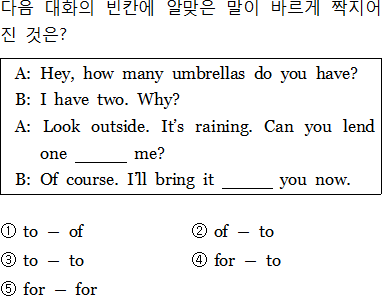 다음 대화의 빈칸에 알맞은 말이 바르게 짝지어
진 것은?
A: Hey, how many umbrellas do you have?
B: I have two. Why?
A: Look outside. It's raining. Can you lend
one ______ me?
B: Of course. I'll bring it ______ you now.
① to - of ② of - to
③ to - to ④ for - to
⑤ for - for